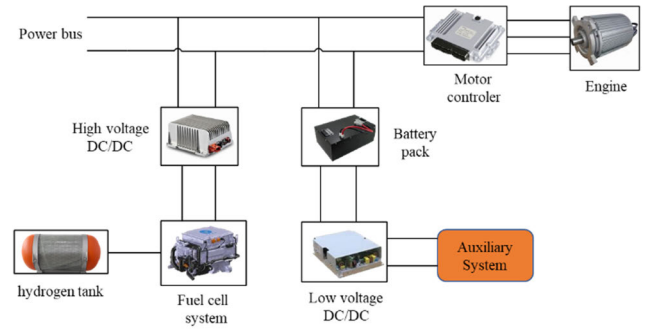 Power bus
Motor
controler
Engine
High voltage
DC/DC
Battery
pack
hydrogen tank
Fuel cell
system
Low voltage
DC/DC
Auxiliary
System